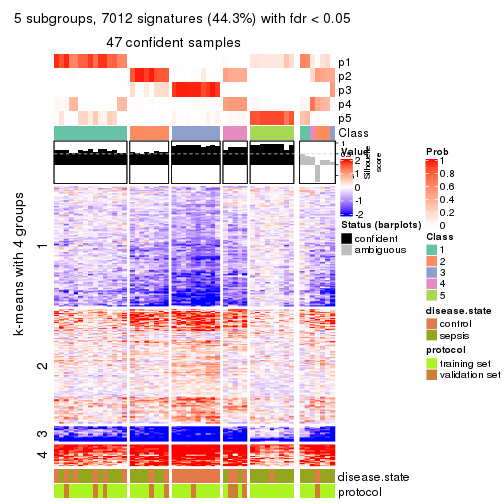 5 subgroups, 7012 signatures (44.3%) with fdr < 0.05
47 confident samples
p1
p2
p3
p4
p5
Class
1
0
Silhouette
score
Value
2
1
0
-1
-2
Status (barplots)
confident
ambiguous
Prob
1
0.8
0.6
0.4
0.2
0
Class
1
2
3
4
5
disease.state
control
sepsis
protocol
training set
validation set
k-means with 4 groups
1
2
3
4
disease.state
protocol